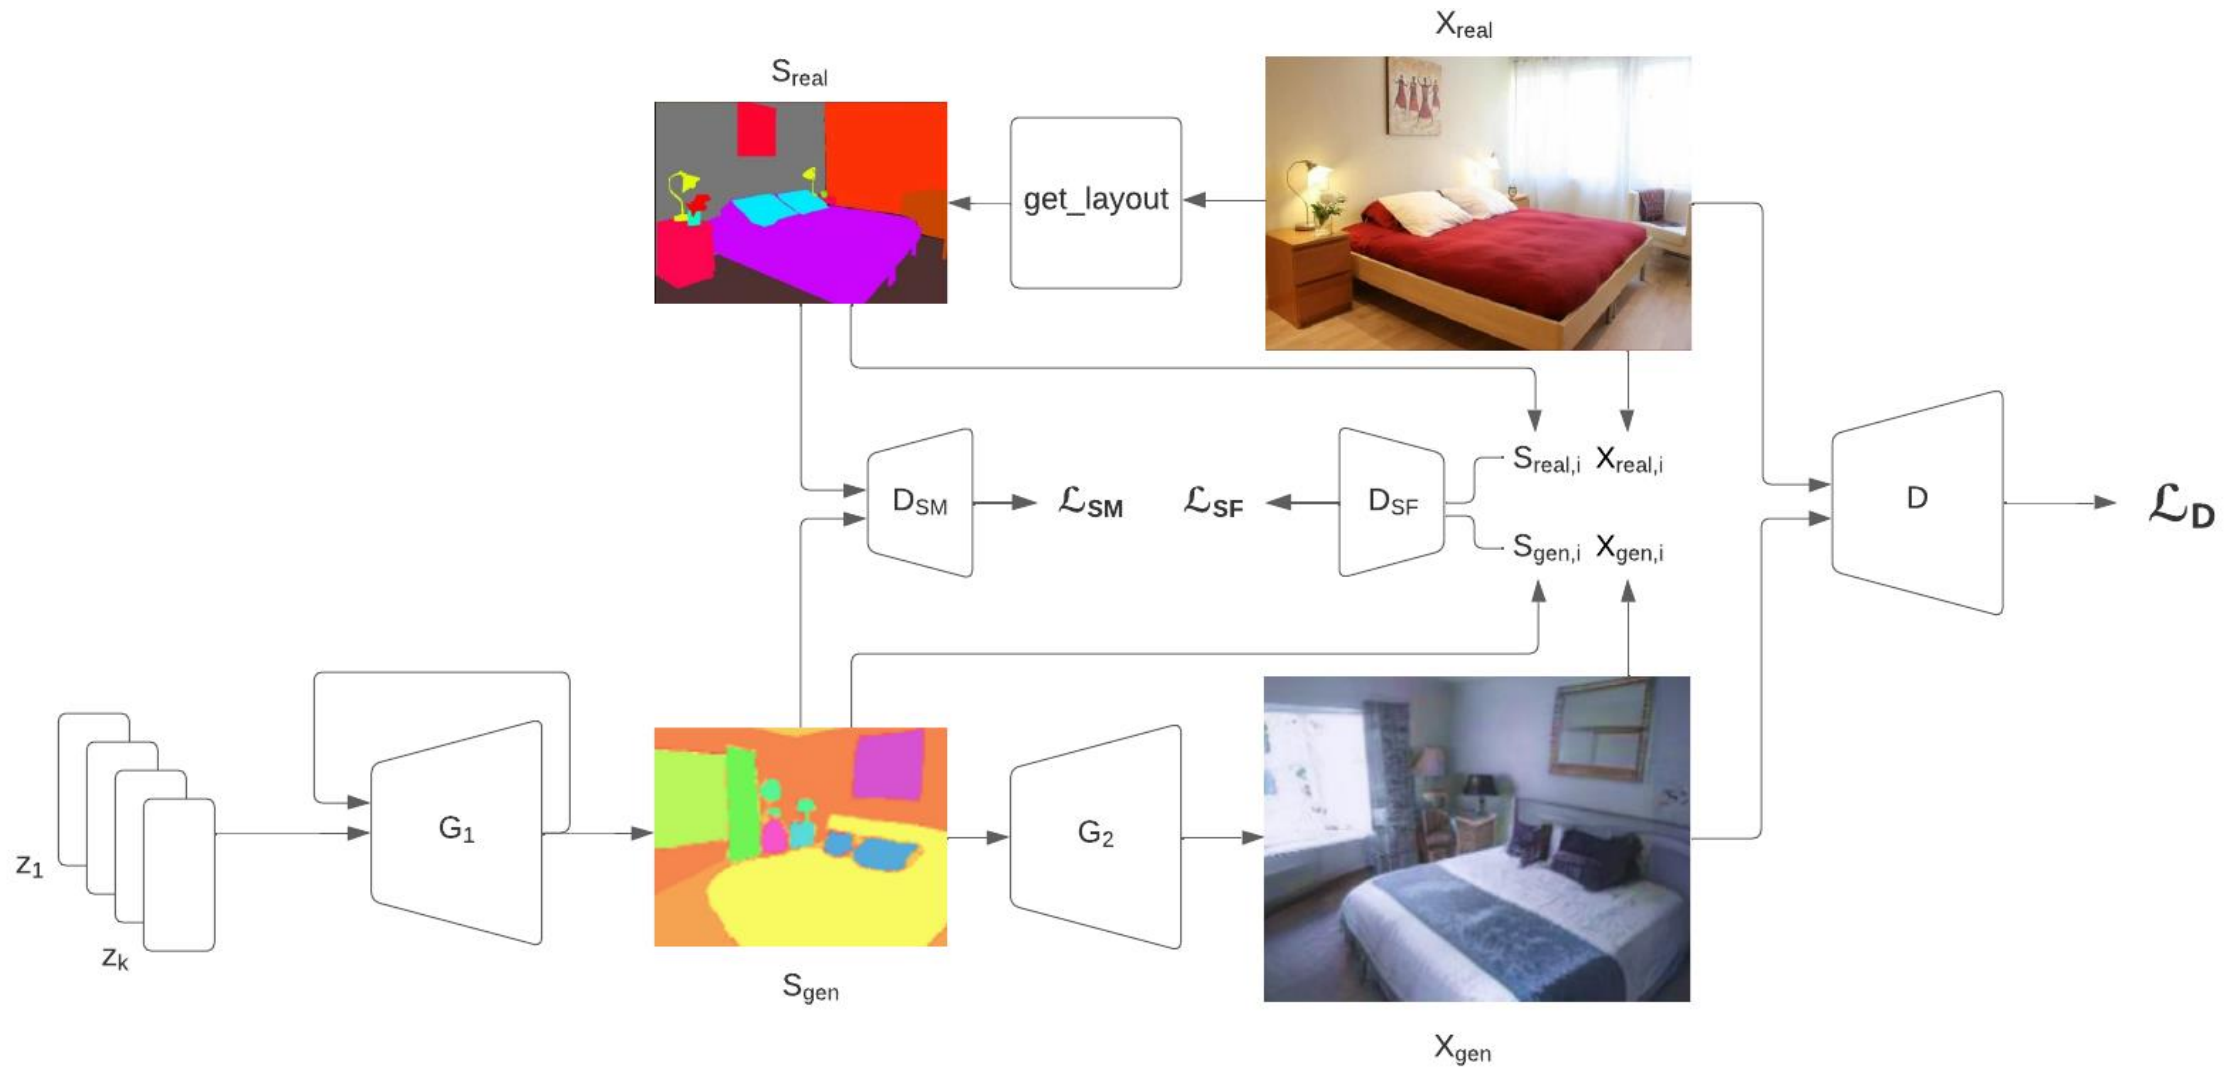 X_real
S_real
get_layout
S_real,i X_real,i
D_SM ℒ_SM ℒ_SF D_SF D ℒ_D
S_gen,i X_gen,i
G_1 G_2
z_1
z_k
S_gen
X_gen